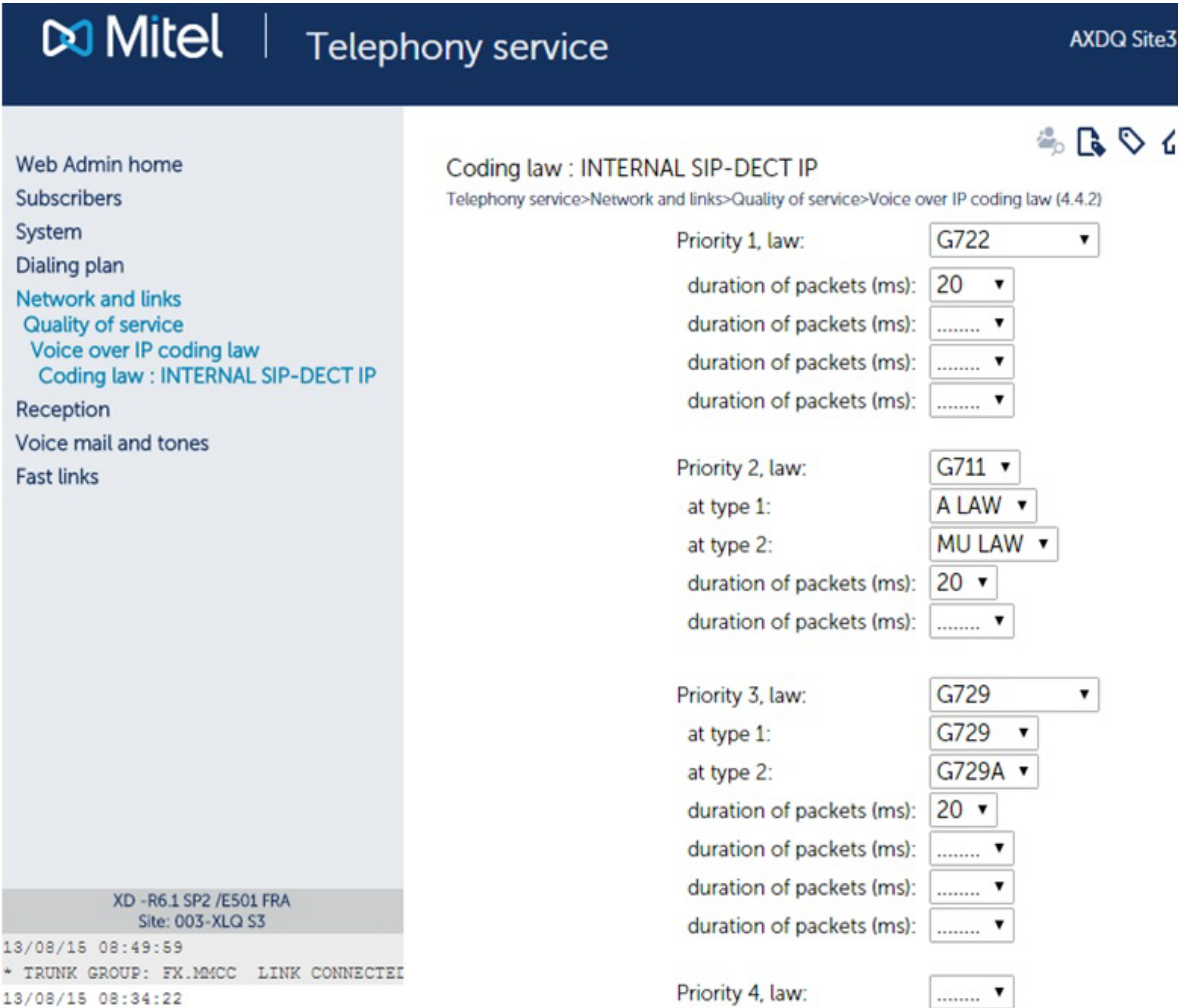 Mitel | Telephony service AXDQ Site3
Web Admin home
Subscribers
System
Dialing plan
Network and links
Quality of service
Voice over IP coding law
Coding law : INTERNAL SIP-DECT IP
Reception
Voice mail and tones
Fast links
XD -R6.1 SP2 /E501 FRA
Site: 003-XLQ S3
13/08/15 08:49:59
* TRUNK GROUP: FX.MMCC LINK CONNECTED
13/08/15 08:34:22
Coding law : INTERNAL SIP-DECT IP
Telephony service>Network and links>Quality of service>Voice over IP coding law (4.4.2)
Priority 1, law: G722
duration of packets (ms): 20
duration of packets (ms): ........
duration of packets (ms): ........
duration of packets (ms): ........
Priority 2, law: G711
at type 1: A LAW
at type 2: MU LAW
duration of packets (ms): 20
duration of packets (ms): ........
Priority 3, law: G729
at type 1: G729
at type 2: G729A
duration of packets (ms): 20
duration of packets (ms): ........
duration of packets (ms): ........
duration of packets (ms): ........
Priority 4, law: ........